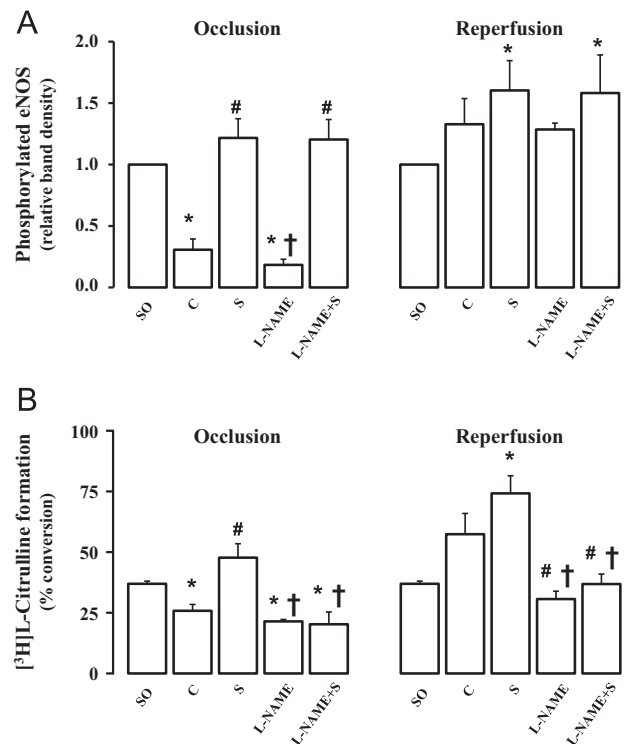 A
Occlusion
Reperfusion
Phosphorylated eNOS
(relative band density)
2.0
1.5
1.0
0.5
0.0
*
#
* †
#
*
*
SO
C
S
L-NAME
L-NAME+S
SO
C
S
L-NAME
L-NAME+S
B
Occlusion
Reperfusion
[³H]L-Citrulline formation
(% conversion)
100
75
50
25
0
*
#
* †
* †
*
# †
# †
SO
C
S
L-NAME
L-NAME+S
SO
C
S
L-NAME
L-NAME+S